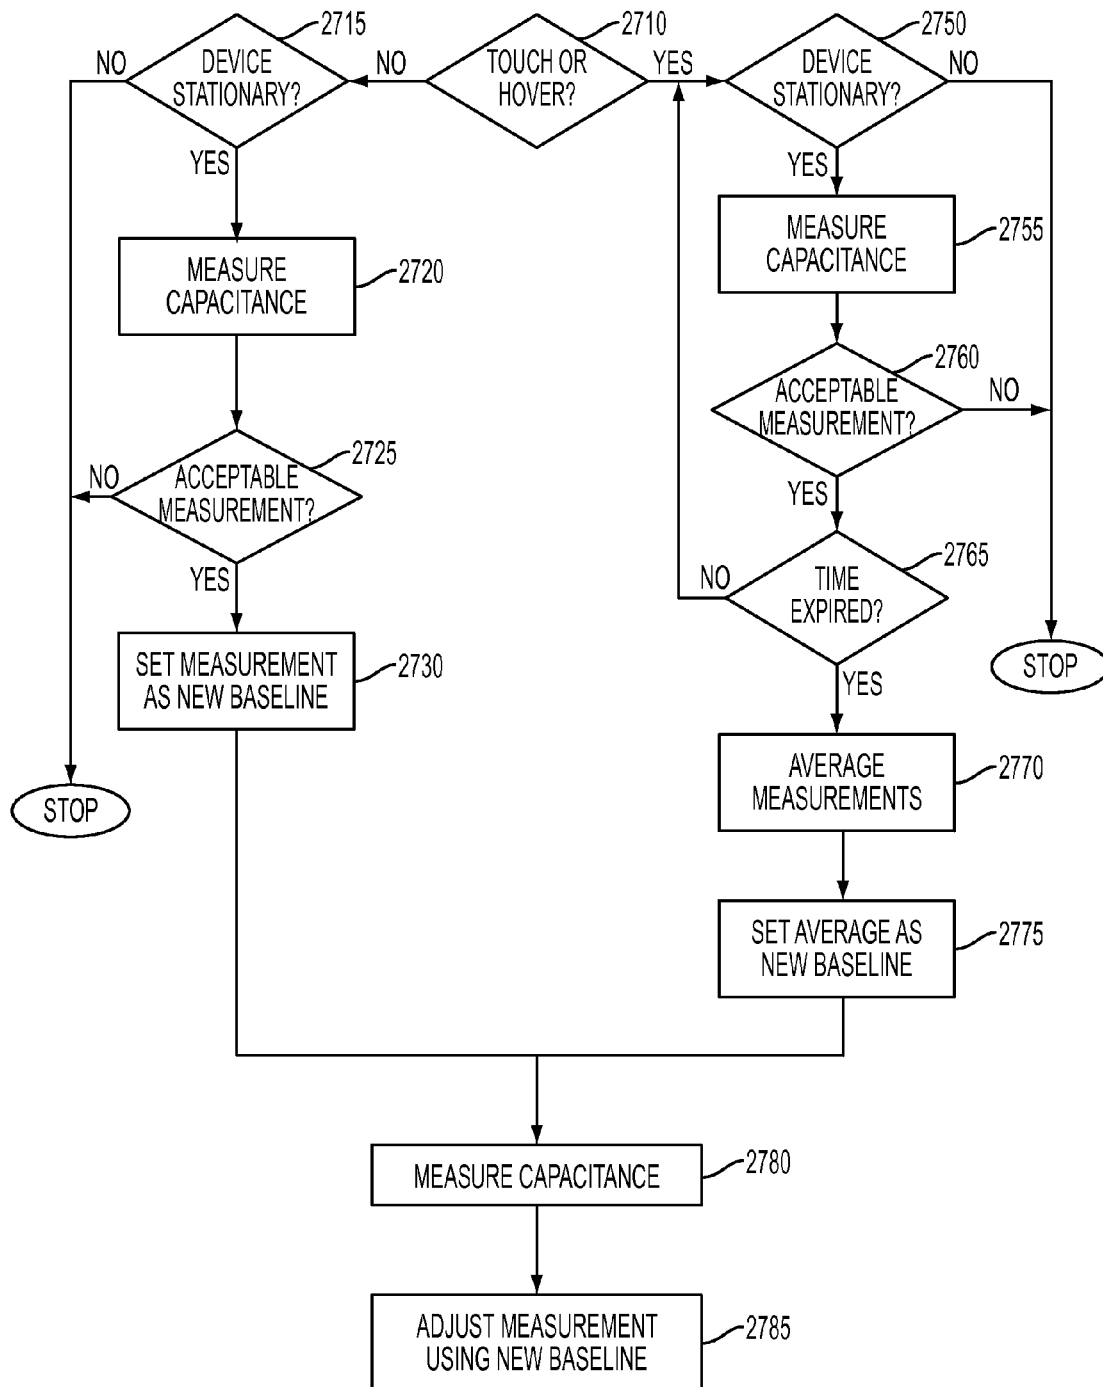 2715
2710
2750
NO
DEVICE
STATIONARY?
NO
TOUCH OR
HOVER?
YES
DEVICE
STATIONARY?
NO
YES
YES
MEASURE
CAPACITANCE
2755
MEASURE
CAPACITANCE
2720
2760
ACCEPTABLE
MEASUREMENT?
NO
2725
NO
ACCEPTABLE
MEASUREMENT?
YES
2765
NO
TIME
EXPIRED?
YES
SET MEASUREMENT
AS NEW BASELINE
2730
STOP
YES
AVERAGE
MEASUREMENTS
2770
STOP
SET AVERAGE AS
NEW BASELINE
2775
MEASURE CAPACITANCE
2780
ADJUST MEASUREMENT
USING NEW BASELINE
2785